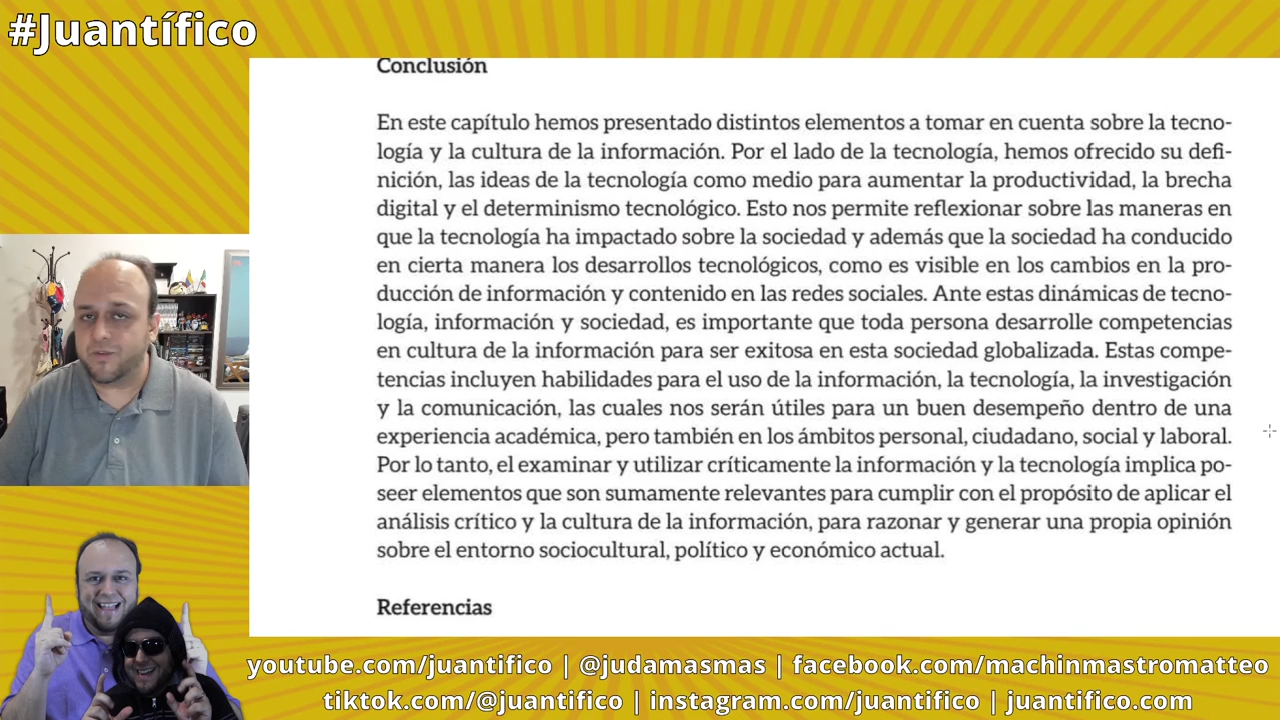 #Juantífico
Conclusión
En este capítulo hemos presentado distintos elementos a tomar en cuenta sobre la tecno-
logía y la cultura de la información. Por el lado de la tecnología, hemos ofrecido su defi-
nición, las ideas de la tecnología como medio para aumentar la productividad, la brecha
digital y el determinismo tecnológico. Esto nos permite reflexionar sobre las maneras en
que la tecnología ha impactado sobre la sociedad y además que la sociedad ha conducido
en cierta manera los desarrollos tecnológicos, como es visible en los cambios en la pro-
ducción de información y contenido en las redes sociales. Ante estas dinámicas de tecno-
logía, información y sociedad, es importante que toda persona desarrolle competencias
en cultura de la información para ser exitosa en esta sociedad globalizada. Estas compe-
tencias incluyen habilidades para el uso de la información, la tecnología, la investigación
y la comunicación, las cuales nos serán útiles para un buen desempeño dentro de una
experiencia académica, pero también en los ámbitos personal, ciudadano, social y laboral.
Por lo tanto, el examinar y utilizar críticamente la información y la tecnología implica po-
seer elementos que son sumamente relevantes para cumplir con el propósito de aplicar el
análisis crítico y la cultura de la información, para razonar y generar una propia opinión
sobre el entorno sociocultural, político y económico actual.
Referencias
youtube.com/juantifico | @judamasmas | facebook.com/machinmastromatteo
tiktok.com/@juantifico | instagram.com/juantifico | juantifico.com